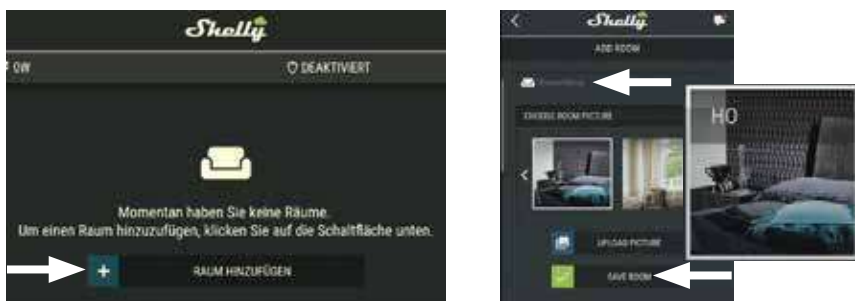 Shelly
0W
DEAKTIVIERT
Momentan haben Sie keine Räume.
Um einen Raum hinzuzufügen, klicken Sie auf die Schaltfläche unten.
+ RAUM HINZUFÜGEN
Shelly
ADD ROOM
CHOOSE ROOM PICTURE
UPLOAD PICTURE
SAVE ROOM
HO